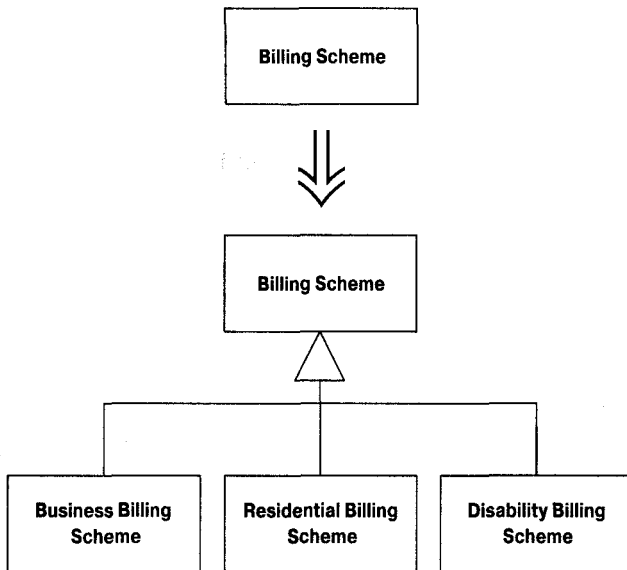 Billing Scheme
Billing Scheme
Business Billing
Scheme
Residential Billing
Scheme
Disability Billing
Scheme